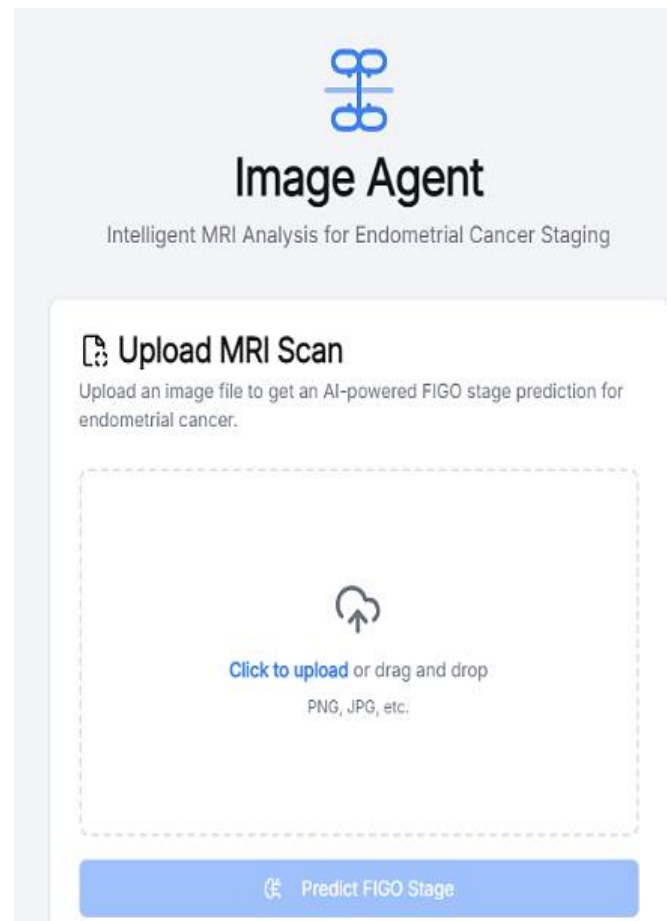 Image Agent
Intelligent MRI Analysis for Endometrial Cancer Staging
Upload MRI Scan
Upload an image file to get an AI-powered FIGO stage prediction for
endometrial cancer.
Click to upload or drag and drop
PNG, JPG, etc.
Predict FIGO Stage